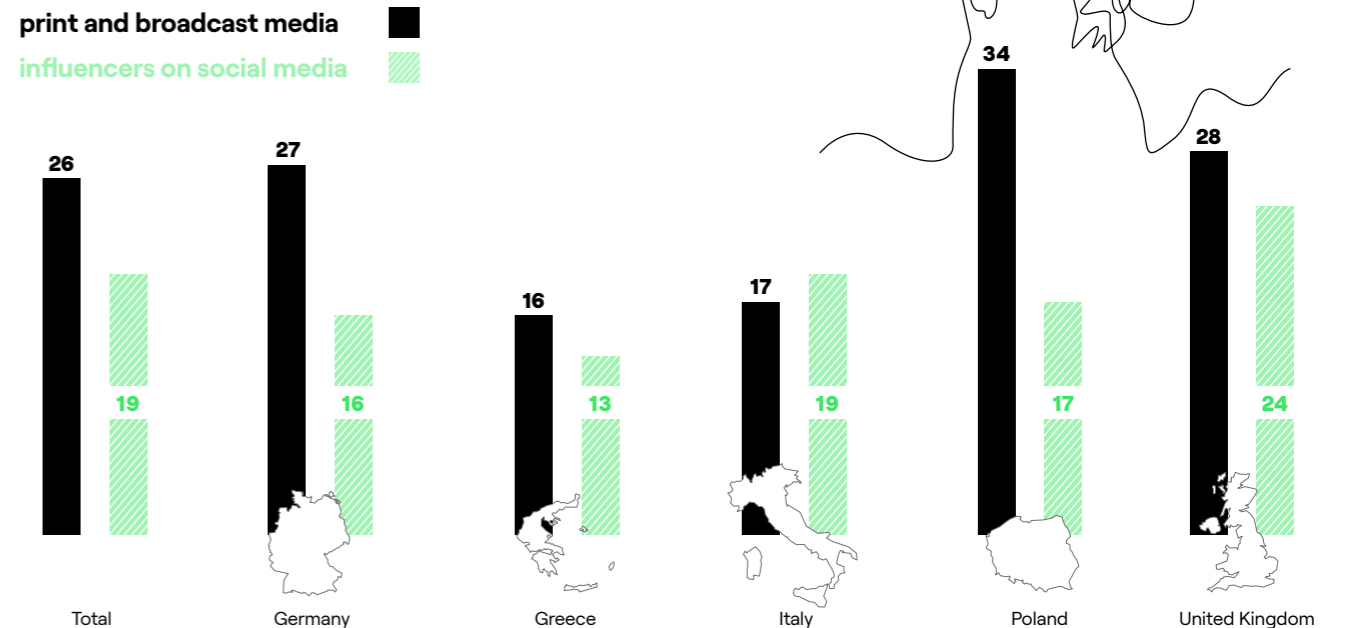 print and broadcast media
influencers on social media
26
19
27
16
16
13
17
19
34
17
28
24
Total
Germany
Greece
Italy
Poland
United Kingdom